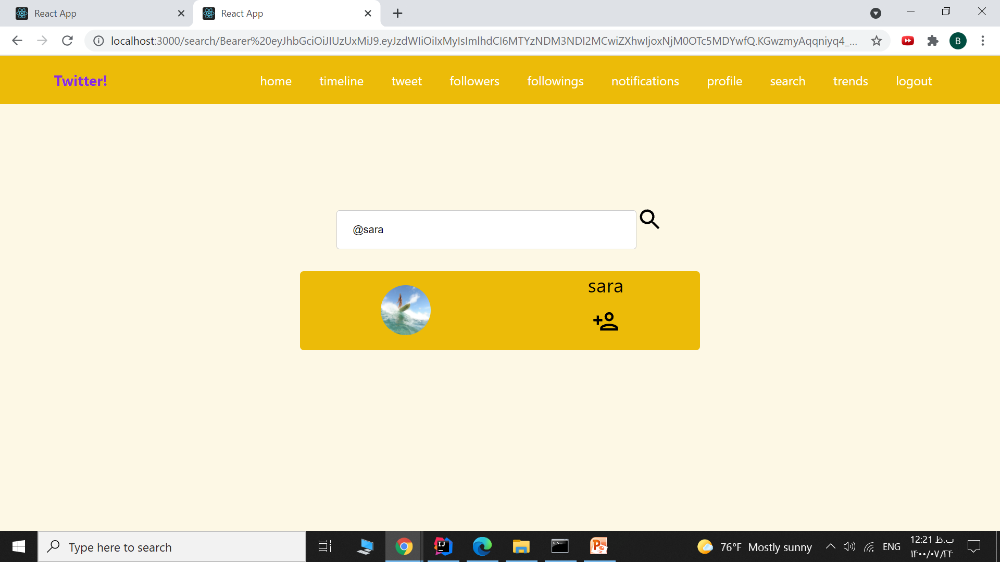 React App
React App
localhost:3000/search/Bearer%20eyJhbGciOiJIUzUxMiJ9.eyJzdWIiOiIxMyIsImlhdCI6MTYzNDM3NDI2MCwiZXhwIjoxNjM0OTc5MDYwfQ.KGwzmyAqqniyq4_...
B
Twitter!
home
timeline
tweet
followers
followings
notifications
profile
search
trends
logout
@sara
sara
Type here to search
76°F Mostly sunny
ENG
12:21 ب.ظ
۱۴۰۰/۰۷/۲۴